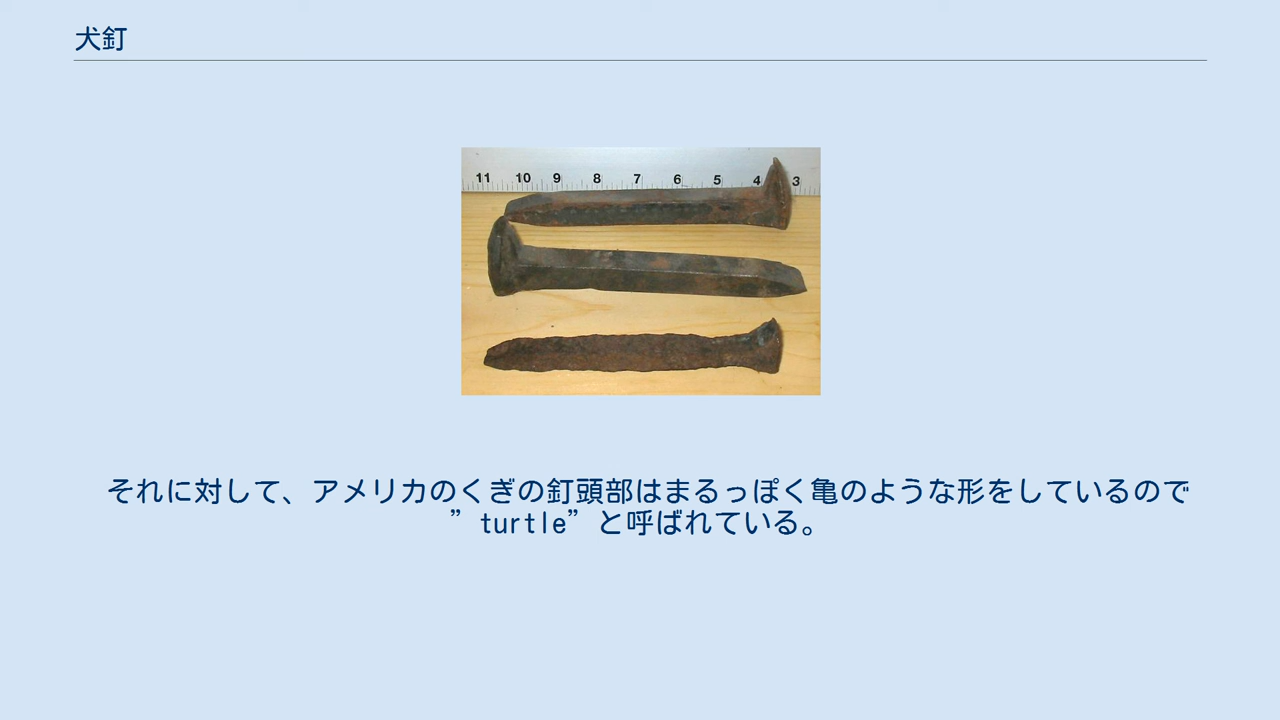 犬釘
11 10 9 8 7 6 5 4 3
それに対して、アメリカのくぎの釘頭部はまるっぽく亀のような形をしているので
”turtle”と呼ばれている。